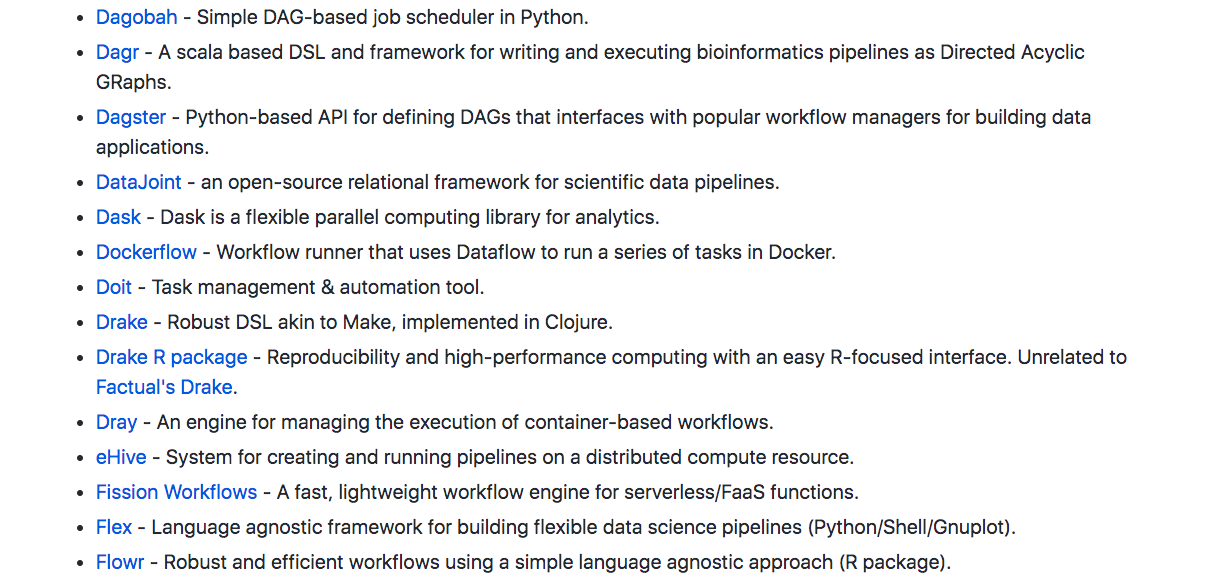 Dagobah - Simple DAG-based job scheduler in Python.
Dagr - A scala based DSL and framework for writing and executing bioinformatics pipelines as Directed Acyclic
GRaphs.
Dagster - Python-based API for defining DAGs that interfaces with popular workflow managers for building data
applications.
DataJoint - an open-source relational framework for scientific data pipelines.
Dask - Dask is a flexible parallel computing library for analytics.
Dockerflow - Workflow runner that uses Dataflow to run a series of tasks in Docker.
Doit - Task management & automation tool.
Drake - Robust DSL akin to Make, implemented in Clojure.
Drake R package - Reproducibility and high-performance computing with an easy R-focused interface. Unrelated to
Factual's Drake.
Dray - An engine for managing the execution of container-based workflows.
eHive - System for creating and running pipelines on a distributed compute resource.
Fission Workflows - A fast, lightweight workflow engine for serverless/FaaS functions.
Flex - Language agnostic framework for building flexible data science pipelines (Python/Shell/Gnuplot).
Flowr - Robust and efficient workflows using a simple language agnostic approach (R package).